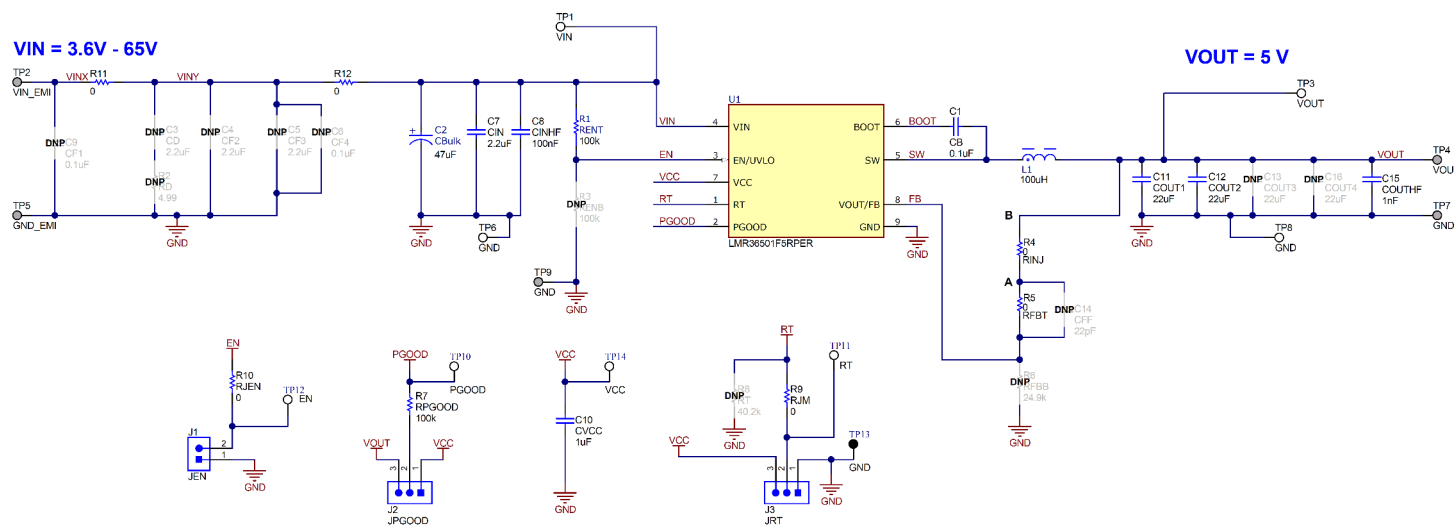 VIN = 3.6V - 65V
VOUT = 5 V
TP1
VIN
TP2
VIN_EMI
VINX
R11
0
VINY
R12
0
DNP
C9
CF1
0.1uF
DNP
C3
CD
2.2uF
DNP
R2
RD
4.99
DNP
C4
CF2
2.2uF
DNP
C5
CF3
2.2uF
DNP
C6
CF4
0.1uF
TP5
GND_EMI
GND
+
C2
CBulk
47uF
C7
CIN
2.2uF
C8
CINHF
100nF
GND
TP6
GND
R1
RENT
100k
DNP
R3
RENB
100k
TP9
GND
GND
U1
VIN
4
VIN
EN
3
EN/UVLO
VCC
7
VCC
RT
1
RT
PGOOD
2
PGOOD
BOOT
6
BOOT
SW
5
SW
VOUT/FB
8
FB
GND
9
GND
LMR36501F5RPER
C1
CB
0.1uF
L1
100uH
TP3
VOUT
VOUT
TP4
VOU
C11
COUT1
22uF
C12
COUT2
22uF
DNP
C13
COUT3
22uF
DNP
C16
COUT4
22uF
C15
COUTHF
1nF
TP7
GND
TP8
GND
GND
B
R4
0
RINJ
A
R5
0
RFBT
DNP
C14
CFF
22pF
DNP
R6
RFBB
24.9k
GND
EN
R10
RJEN
0
TP12
EN
J1
2
1
JEN
GND
PGOOD
TP10
PGOOD
R7
RPGOOD
100k
VOUT
VCC
3
2
1
J2
JPGOOD
VCC
TP14
VCC
C10
CVCC
1uF
GND
RT
TP11
RT
DNP
R8
RT
40.2k
GND
R9
RJM
0
VCC
TP13
GND
3
2
1
GND
J3
JRT